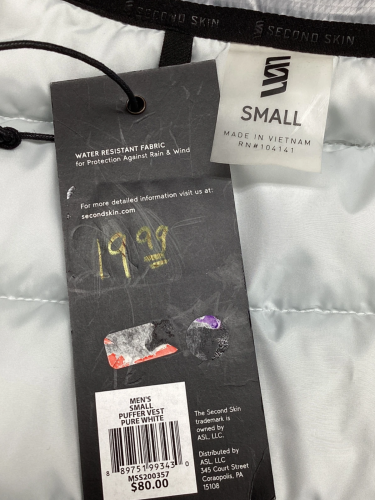 SECOND SKIN
SECOND SKIN
SMALL
MADE IN VIETNAM
RN#104141
WATER RESISTANT FABRIC
for Protection Against Rain & Wind
For more detailed information visit us at:
secondskin.com
19.99
MEN'S
SMALL
PUFFER VEST
PURE WHITE
8 89751 99343 0
MSS200357
$80.00
The Second Skin
trademark is
owned by
ASL, LLC.
Distributed by
ASL, LLC
345 Court Street
Coraopolis, PA
15108